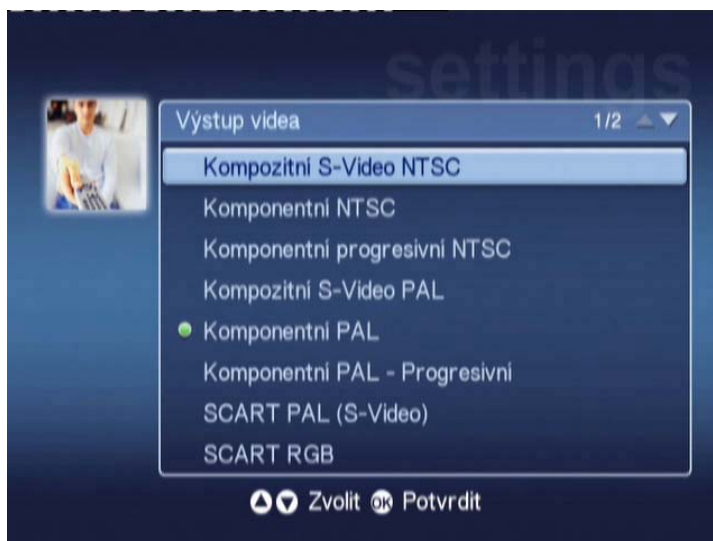 settings
Výstup videa 1/2
Kompozitní S-Video NTSC
Komponentní NTSC
Komponentní progresivní NTSC
Kompozitní S-Video PAL
Komponentní PAL
Komponentní PAL - Progresivní
SCART PAL (S-Video)
SCART RGB
Zvolit OK Potvrdit